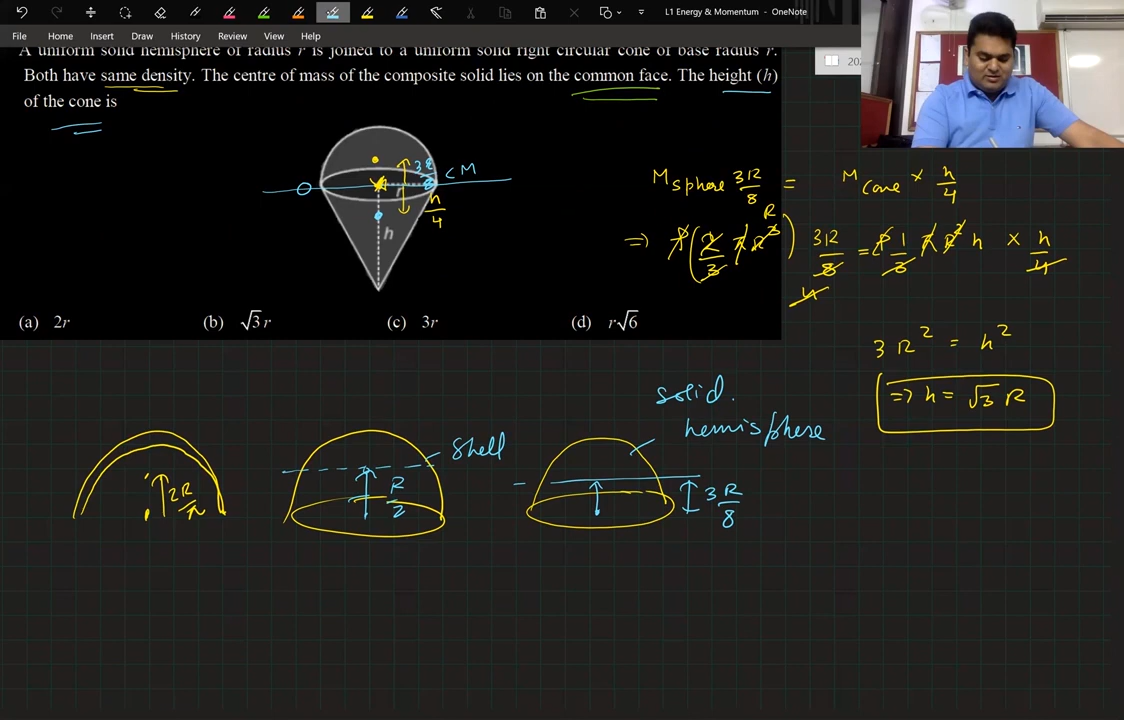 L1 Energy & Momentum - OneNote
File Home Insert Draw History Review View Help
A uniform solid hemisphere of radius r is joined to a uniform solid right circular cone of base radius r.
Both have same density. The centre of mass of the composite solid lies on the common face. The height (h)
of the cone is
3R/8
CM
r
h/4
h
(a) 2r (b) √3 r (c) 3r (d) r√6
M sphere 3R/8 = M cone × h/4
R
=> ρ(2/3 π R³) 3R/8 = ρ 1/3 π R² h × h/4
4
3R² = h²
=> h = √3 R
solid.
hemisphere
shell
2R/π
R/2
3R/8